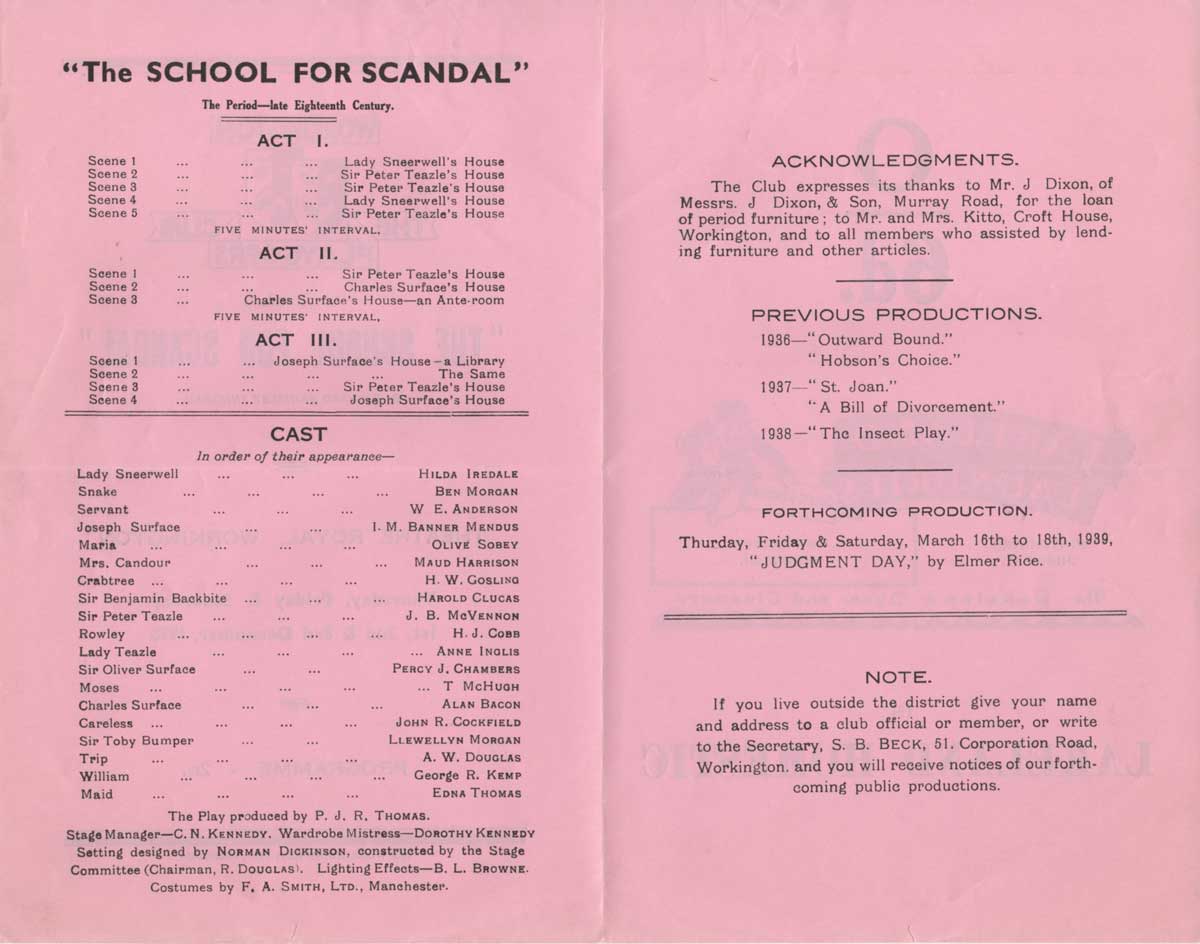 "The SCHOOL FOR SCANDAL"
The Period—late Eighteenth Century.
ACT I.
Scene 1 ... ... ... Lady Sneerwell's House
Scene 2 ... ... ... Sir Peter Teazle's House
Scene 3 ... ... ... Sir Peter Teazle's House
Scene 4 ... ... ... Lady Sneerwell's House
Scene 5 ... ... ... Sir Peter Teazle's House
FIVE MINUTES' INTERVAL.
ACT II.
Scene 1 ... ... ... Sir Peter Teazle's House
Scene 2 ... ... ... Charles Surface's House
Scene 3 ... Charles Surface's House—an Ante-room
FIVE MINUTES' INTERVAL.
ACT III.
Scene 1 ... ... Joseph Surface's House—a Library
Scene 2 ... ... ... ... The Same
Scene 3 ... ... ... Sir Peter Teazle's House
Scene 4 ... ... ... Joseph Surface's House
CAST
In order of their appearance—
Lady Sneerwell ... ... ... HILDA IREDALE
Snake ... ... ... ... BEN MORGAN
Servant ... ... ... W E. ANDERSON
Joseph Surface ... ... I. M. BANNER MENDUS
Maria ... ... ... ... OLIVE SOBEY
Mrs. Candour ... ... ... MAUD HARRISON
Crabtree ... ... ... ... H. W. GOSLING
Sir Benjamin Backbite ... ... ... HAROLD CLUCAS
Sir Peter Teazle ... ... ... J. B. McVENNON
Rowley ... ... ... ... H. J. COBB
Lady Teazle ... ... ... ... ANNE INGLIS
Sir Oliver Surface ... ... PERCY J. CHAMBERS
Moses ... ... ... ... ... T McHUGH
Charles Surface ... ... ... ALAN BACON
Careless ... ... ... ... JOHN R. COCKFIELD
Sir Toby Bumper ... ... LLEWELLYN MORGAN
Trip ... ... ... ... A. W. DOUGLAS
William ... ... ... GEORGE R. KEMP
Maid ... ... ... ... EDNA THOMAS
The Play produced by P. J. R. THOMAS.
Stage Manager—C. N. KENNEDY. Wardrobe Mistress—DOROTHY KENNEDY
Setting designed by NORMAN DICKINSON, constructed by the Stage
Committee (Chairman, R. DOUGLAS). Lighting Effects—B. L. BROWNE.
Costumes by F. A. SMITH, LTD., Manchester.
ACKNOWLEDGMENTS.
The Club expresses its thanks to Mr. J Dixon, of
Messrs. J Dixon, & Son, Murray Road, for the loan
of period furniture; to Mr. and Mrs. Kitto, Croft House,
Workington, and to all members who assisted by lend-
ing furniture and other articles.
PREVIOUS PRODUCTIONS.
1936—"Outward Bound."
"Hobson's Choice."
1937—"St. Joan."
"A Bill of Divorcement."
1938—"The Insect Play."
FORTHCOMING PRODUCTION.
Thurday, Friday & Saturday, March 16th to 18th, 1939,
"JUDGMENT DAY," by Elmer Rice.
NOTE.
If you live outside the district give your name
and address to a club official or member, or write
to the Secretary, S. B. BECK, 51. Corporation Road,
Workington. and you will receive notices of our forth-
coming public productions.